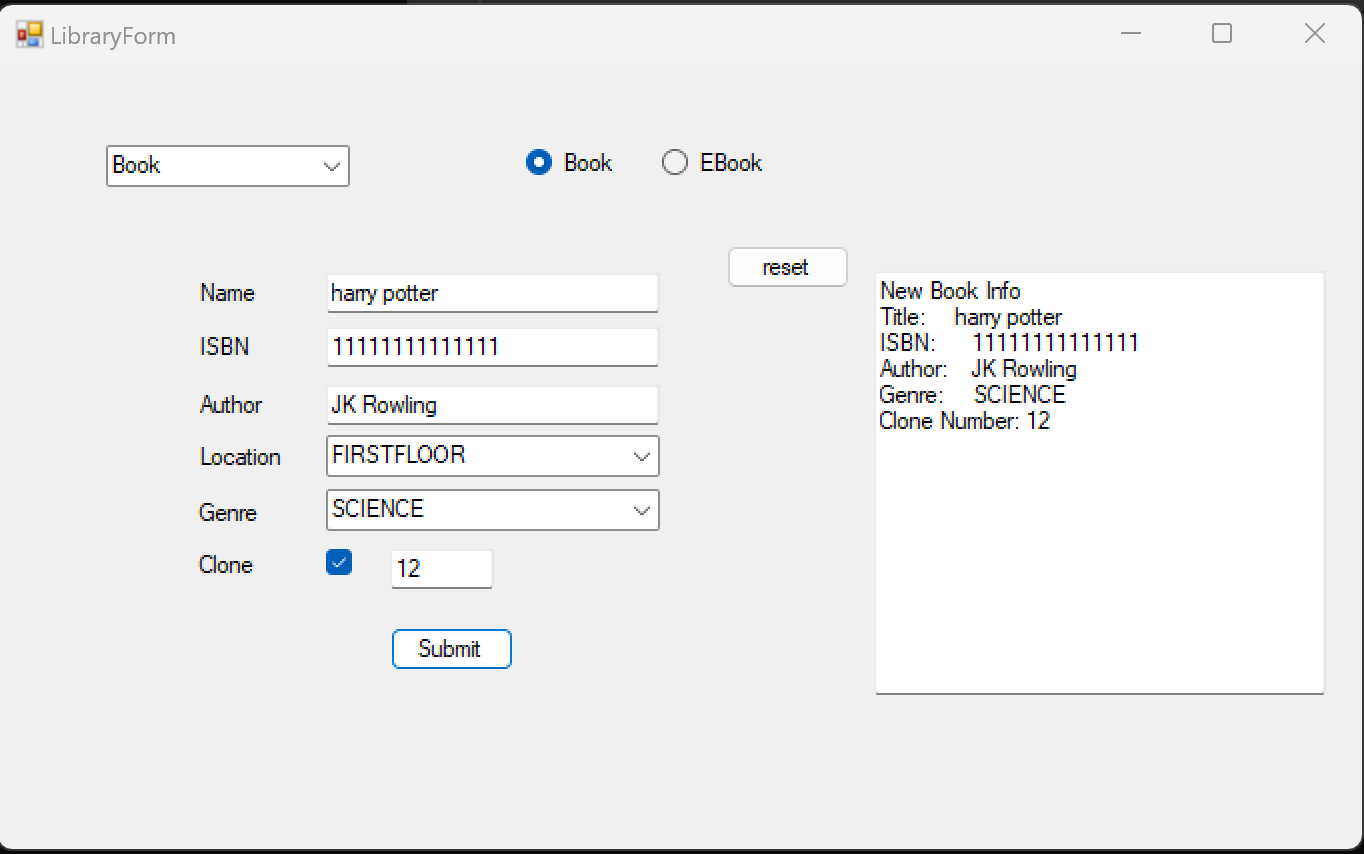 LibraryForm
Book
Book
EBook
reset
Name
harry potter
ISBN
11111111111111
Author
JK Rowling
Location
FIRSTFLOOR
Genre
SCIENCE
Clone
12
Submit
New Book Info
Title: harry potter
ISBN: 11111111111111
Author: JK Rowling
Genre: SCIENCE
Clone Number: 12